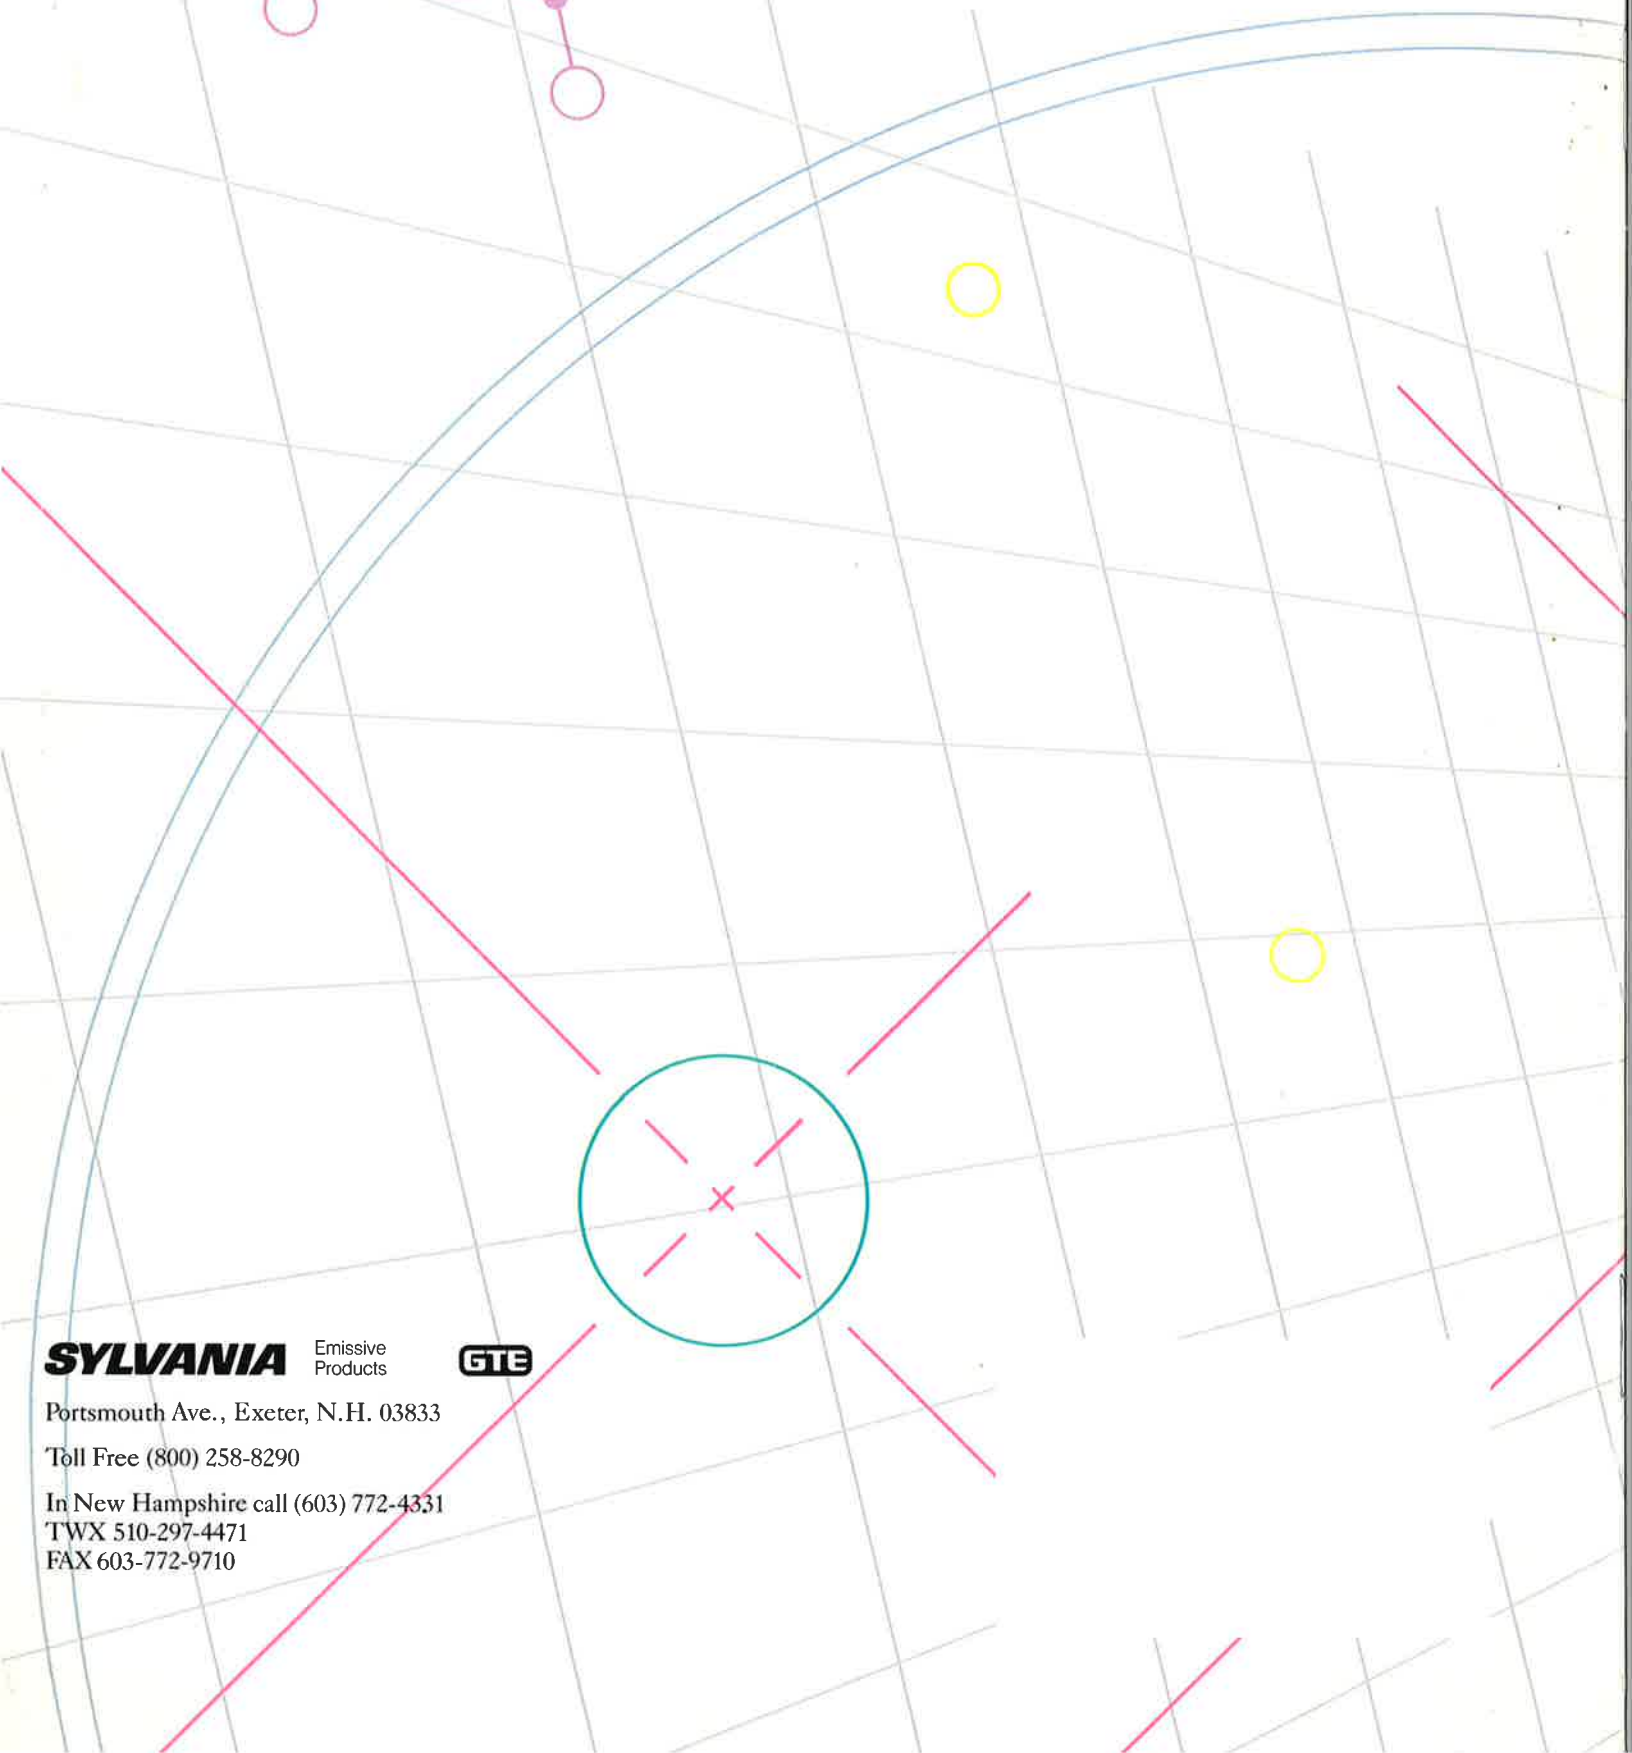 SYLVANIA Emissive Products GTE
Portsmouth Ave., Exeter, N.H. 03833
Toll Free (800) 258-8290
In New Hampshire call (603) 772-4331
TWX 510-297-4471
FAX 603-772-9710